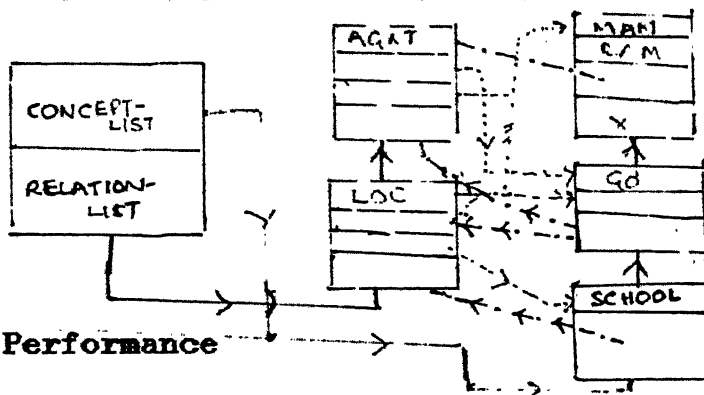 CONCEPT-
LIST
RELATION-
LIST
AGNT
LOC
MAN
C/M
X
GO
SCHOOL
Performance